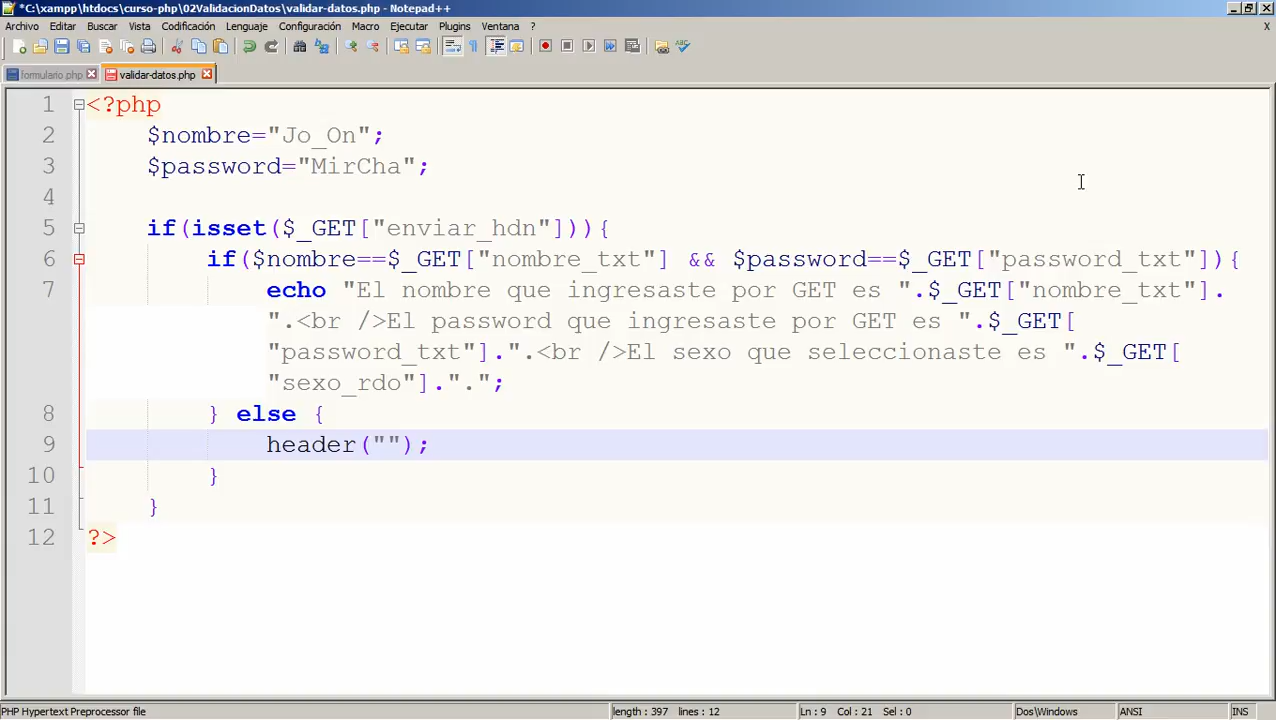 *C:\xampp\htdocs\curso-php\02ValidacionDatos\validar-datos.php - Notepad++
Archivo Editar Buscar Vista Codificación Lenguaje Configuración Macro Ejecutar Plugins Ventana ? X
formulario.php validar-datos.php
1 <?php
2 $nombre="Jo_On";
3 $password="MirCha";
4
5 if(isset($_GET["enviar_hdn"])){
6 if($nombre==$_GET["nombre_txt"] && $password==$_GET["password_txt"]){
7 echo "El nombre que ingresaste por GET es ".$_GET["nombre_txt"].
".<br />El password que ingresaste por GET es ".$_GET[
"password_txt"].".<br />El sexo que seleccionaste es ".$_GET[
"sexo_rdo"].".";
8 } else {
9 header("");
10 }
11 }
12 ?>
PHP Hypertext Preprocessor file length : 397 lines : 12 Ln : 9 Col : 21 Sel : 0 Dos\Windows ANSI INS